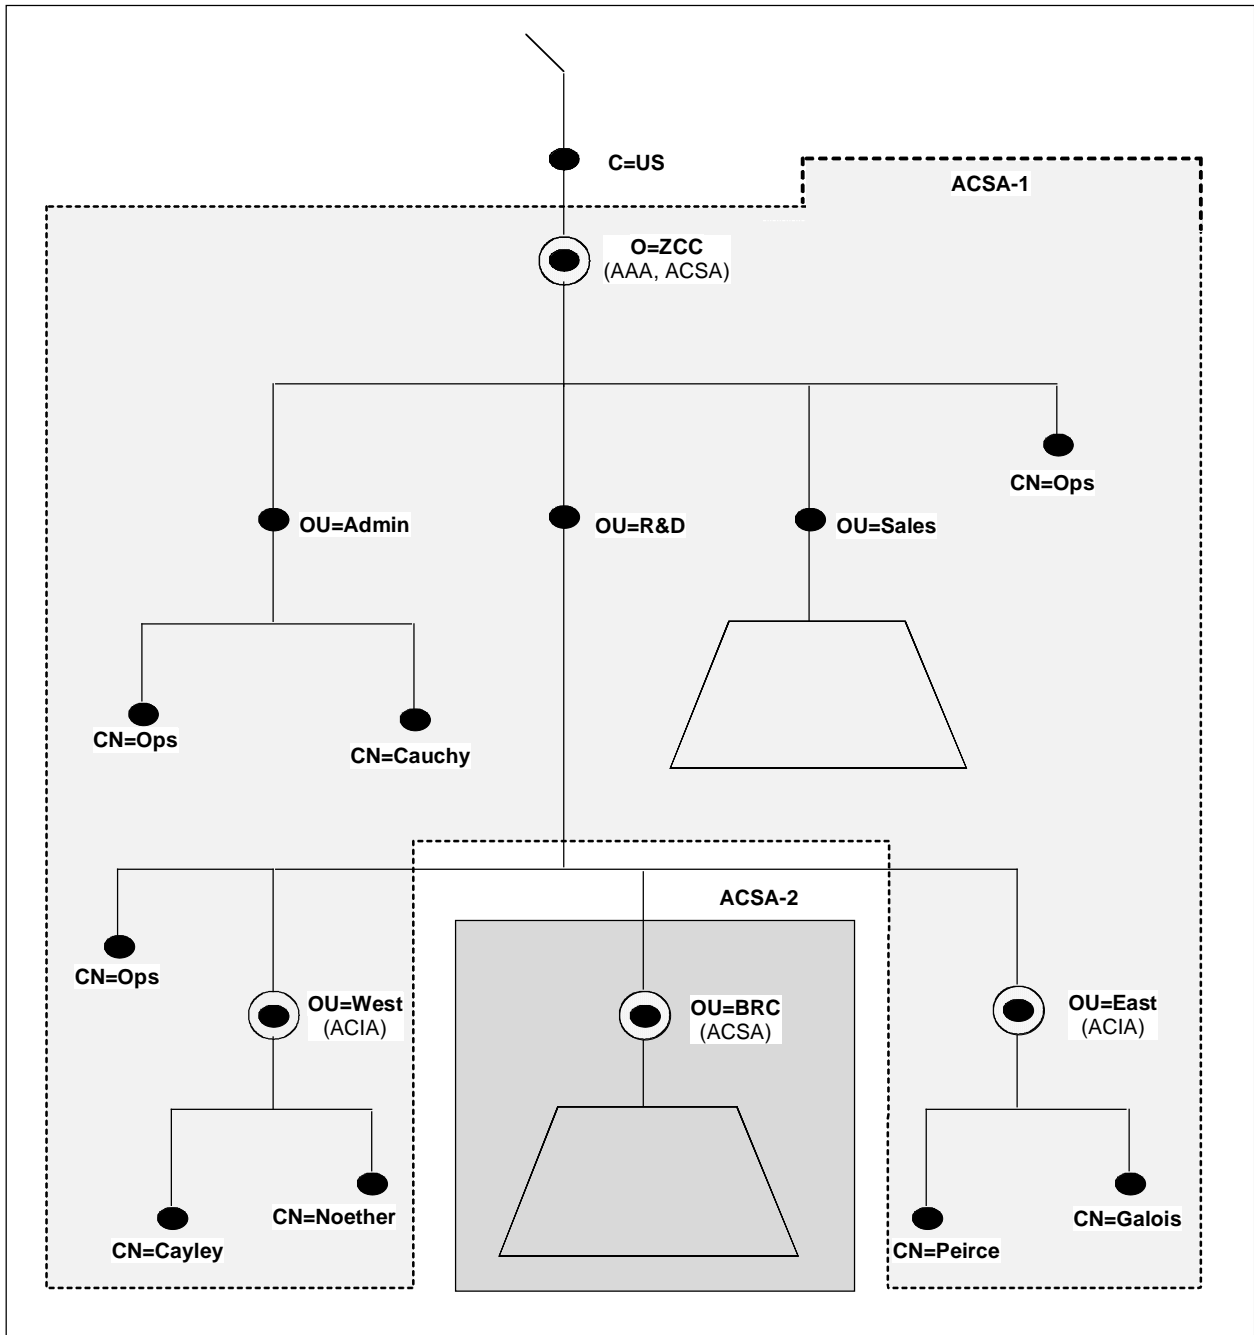 C=US
ACSA-1
O=ZCC
(AAA, ACSA)
CN=Ops
OU=Admin
OU=R&D
OU=Sales
CN=Ops
CN=Cauchy
ACSA-2
CN=Ops
OU=West
(ACIA)
OU=BRC
(ACSA)
OU=East
(ACIA)
CN=Noether
CN=Galois
CN=Cayley
CN=Peirce